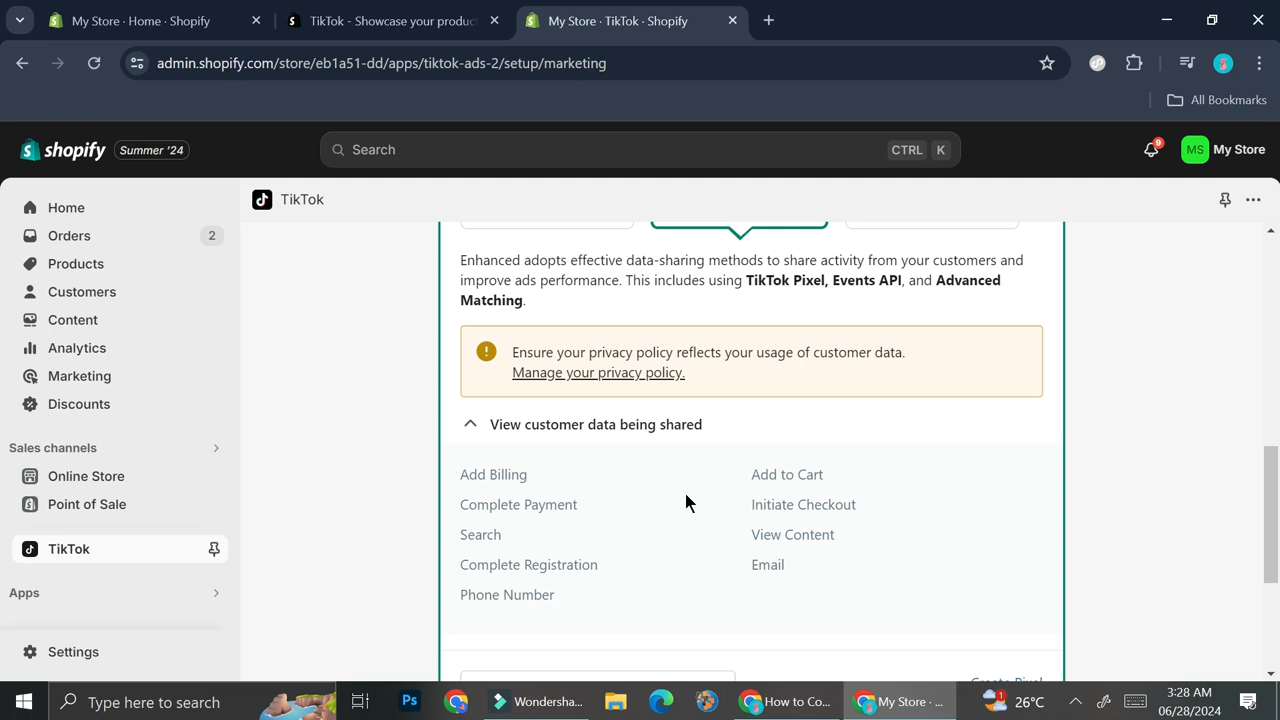 My Store · Home · Shopify
TikTok - Showcase your product
My Store · TikTok · Shopify
admin.shopify.com/store/eb1a51-dd/apps/tiktok-ads-2/setup/marketing
All Bookmarks
shopify
Summer '24
Search
CTRL
K
9
MS
My Store
Home
Orders
2
Products
Customers
Content
Analytics
Marketing
Discounts
Sales channels
Online Store
Point of Sale
TikTok
Apps
Settings
TikTok
Enhanced adopts effective data-sharing methods to share activity from your customers and
improve ads performance. This includes using TikTok Pixel, Events API, and Advanced
Matching.
Ensure your privacy policy reflects your usage of customer data.
Manage your privacy policy.
View customer data being shared
Add Billing
Add to Cart
Complete Payment
Initiate Checkout
Search
View Content
Complete Registration
Email
Phone Number
Create Pixel
Type here to search
Ps
Wondersha...
How to Co...
My Store · ...
1
26°C
3:28 AM
06/28/2024